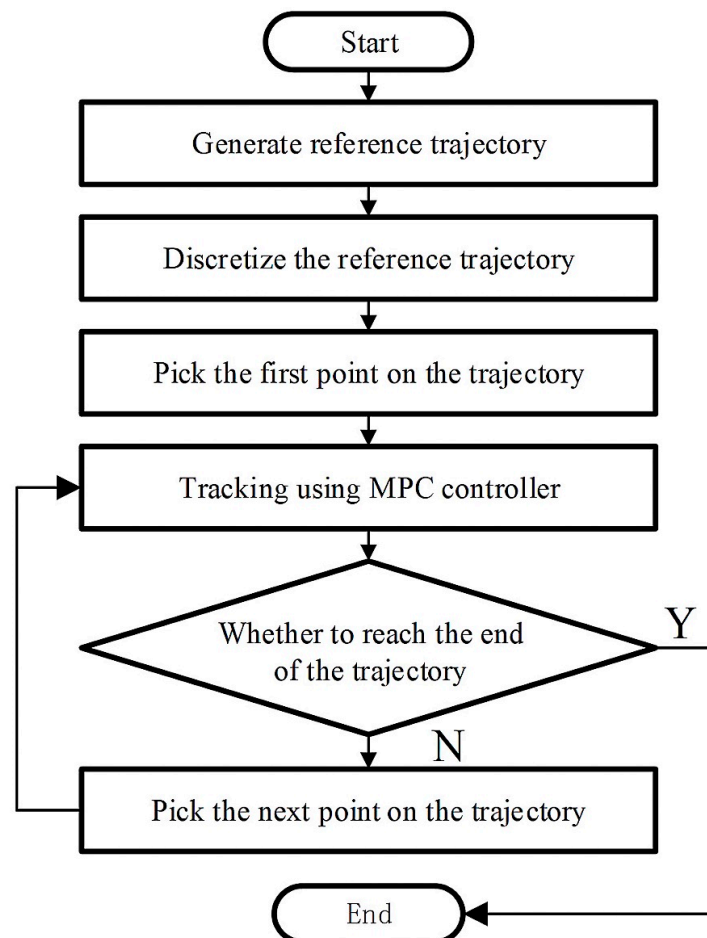 Start
Generate reference trajectory
Discretize the reference trajectory
Pick the first point on the trajectory
Tracking using MPC controller
Whether to reach the end
of the trajectory
Y
N
Pick the next point on the trajectory
End